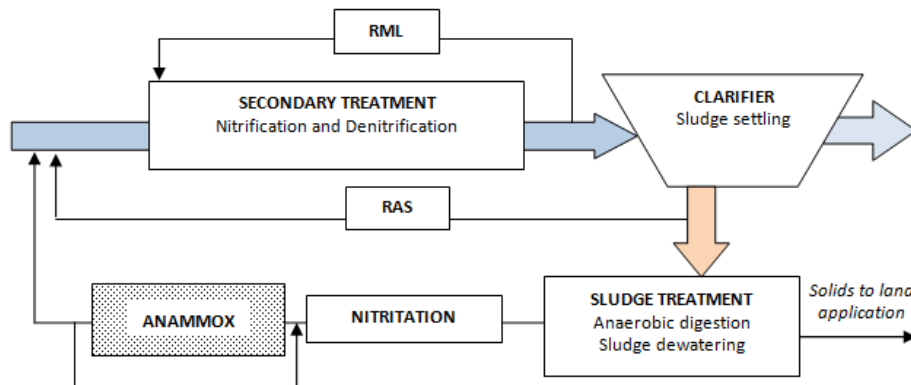 RML
SECONDARY TREATMENT
Nitrification and Denitrification
CLARIFIER
Sludge settling
RAS
ANAMMOX
NITRITATION
SLUDGE TREATMENT
Anaerobic digestion
Sludge dewatering
Solids to land
application